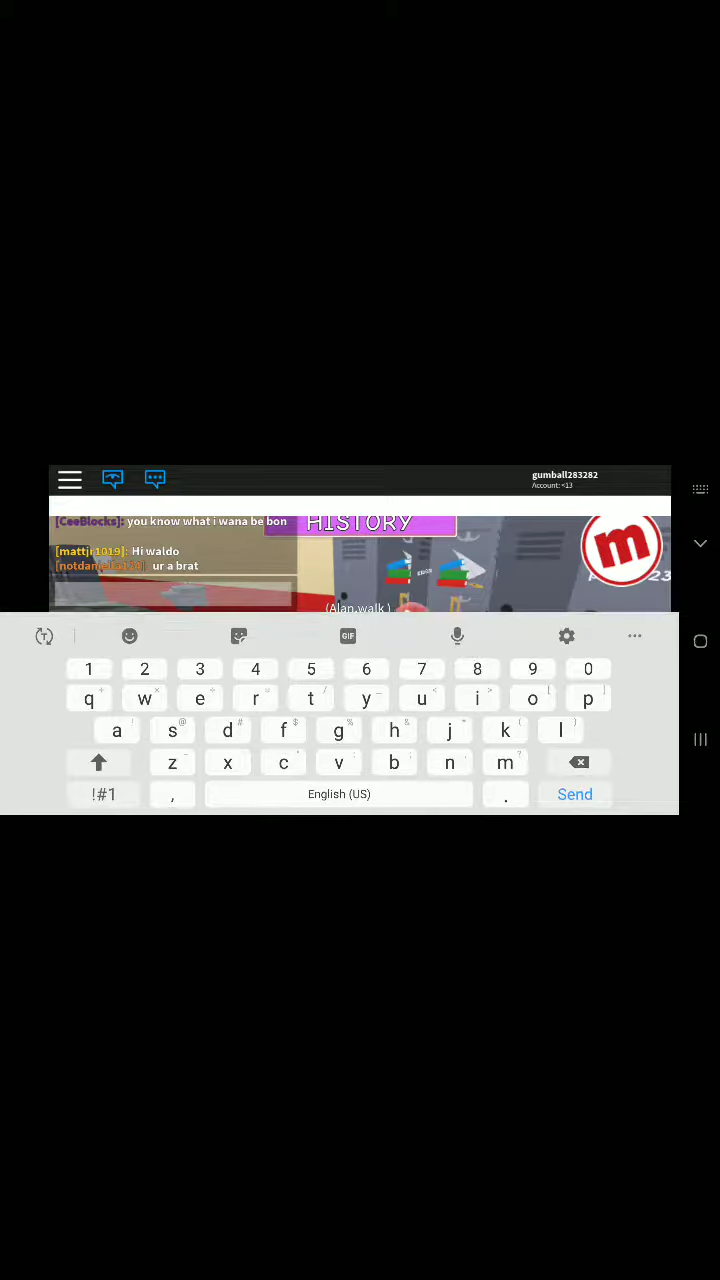 gumball283282
Account: <13
[CeeBlocks]: you know what i wana be bon
HISTORY
m
[mattjr1019]: Hi waldo
ur a brat
(Alan.walk )
T
GIF
1 2 3 4 5 6 7 8 9 0
q w e r t y u i o p
a s d f g h j k l
z x c v b n m
!#1 , English (US) . Send